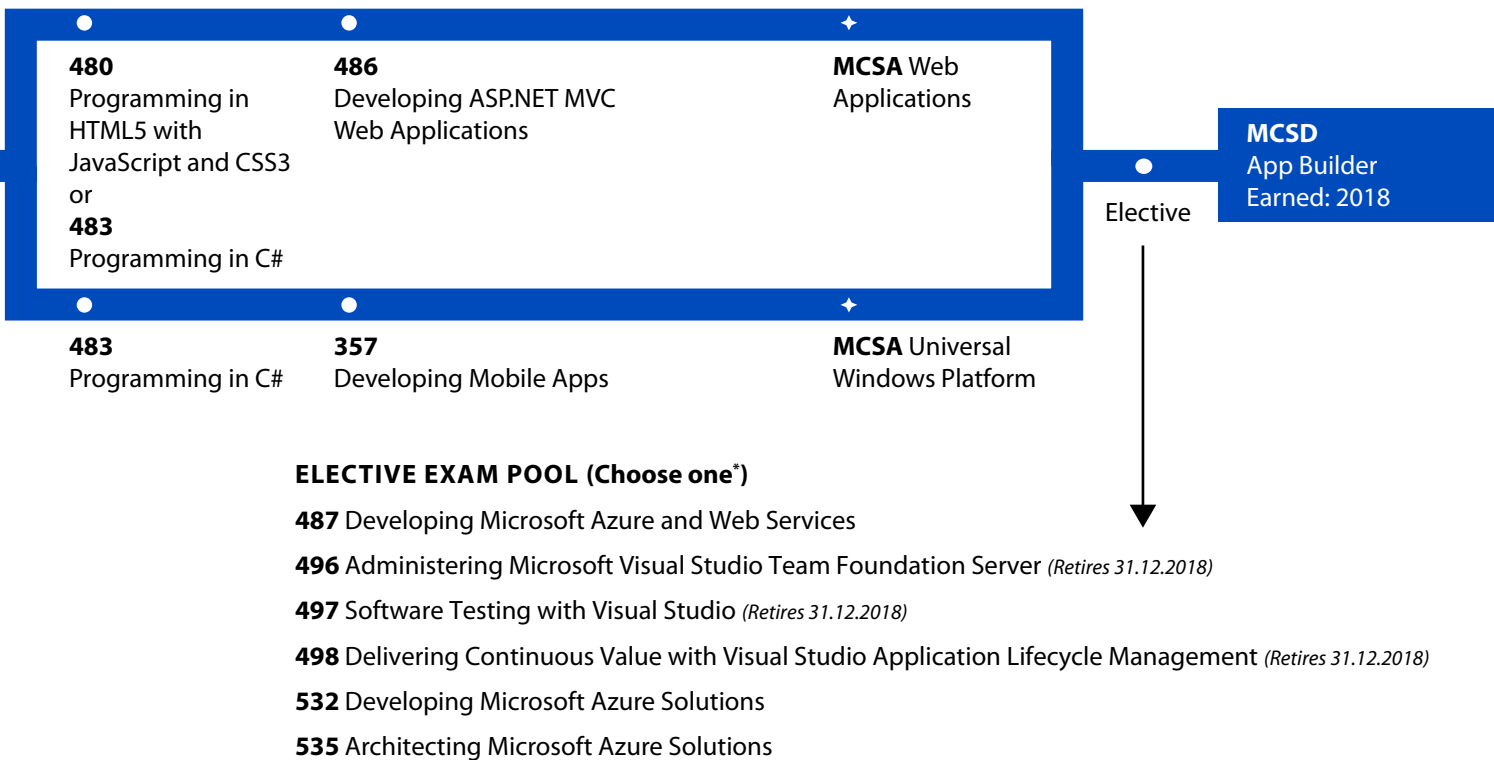 480
Programming in
HTML5 with
JavaScript and CSS3
or
483
Programming in C#
486
Developing ASP.NET MVC
Web Applications
MCSA Web
Applications
Elective
MCSD
App Builder
Earned: 2018
483
Programming in C#
357
Developing Mobile Apps
MCSA Universal
Windows Platform
ELECTIVE EXAM POOL (Choose one*)
487 Developing Microsoft Azure and Web Services
496 Administering Microsoft Visual Studio Team Foundation Server (Retires 31.12.2018)
497 Software Testing with Visual Studio (Retires 31.12.2018)
498 Delivering Continuous Value with Visual Studio Application Lifecycle Management (Retires 31.12.2018)
532 Developing Microsoft Azure Solutions
535 Architecting Microsoft Azure Solutions